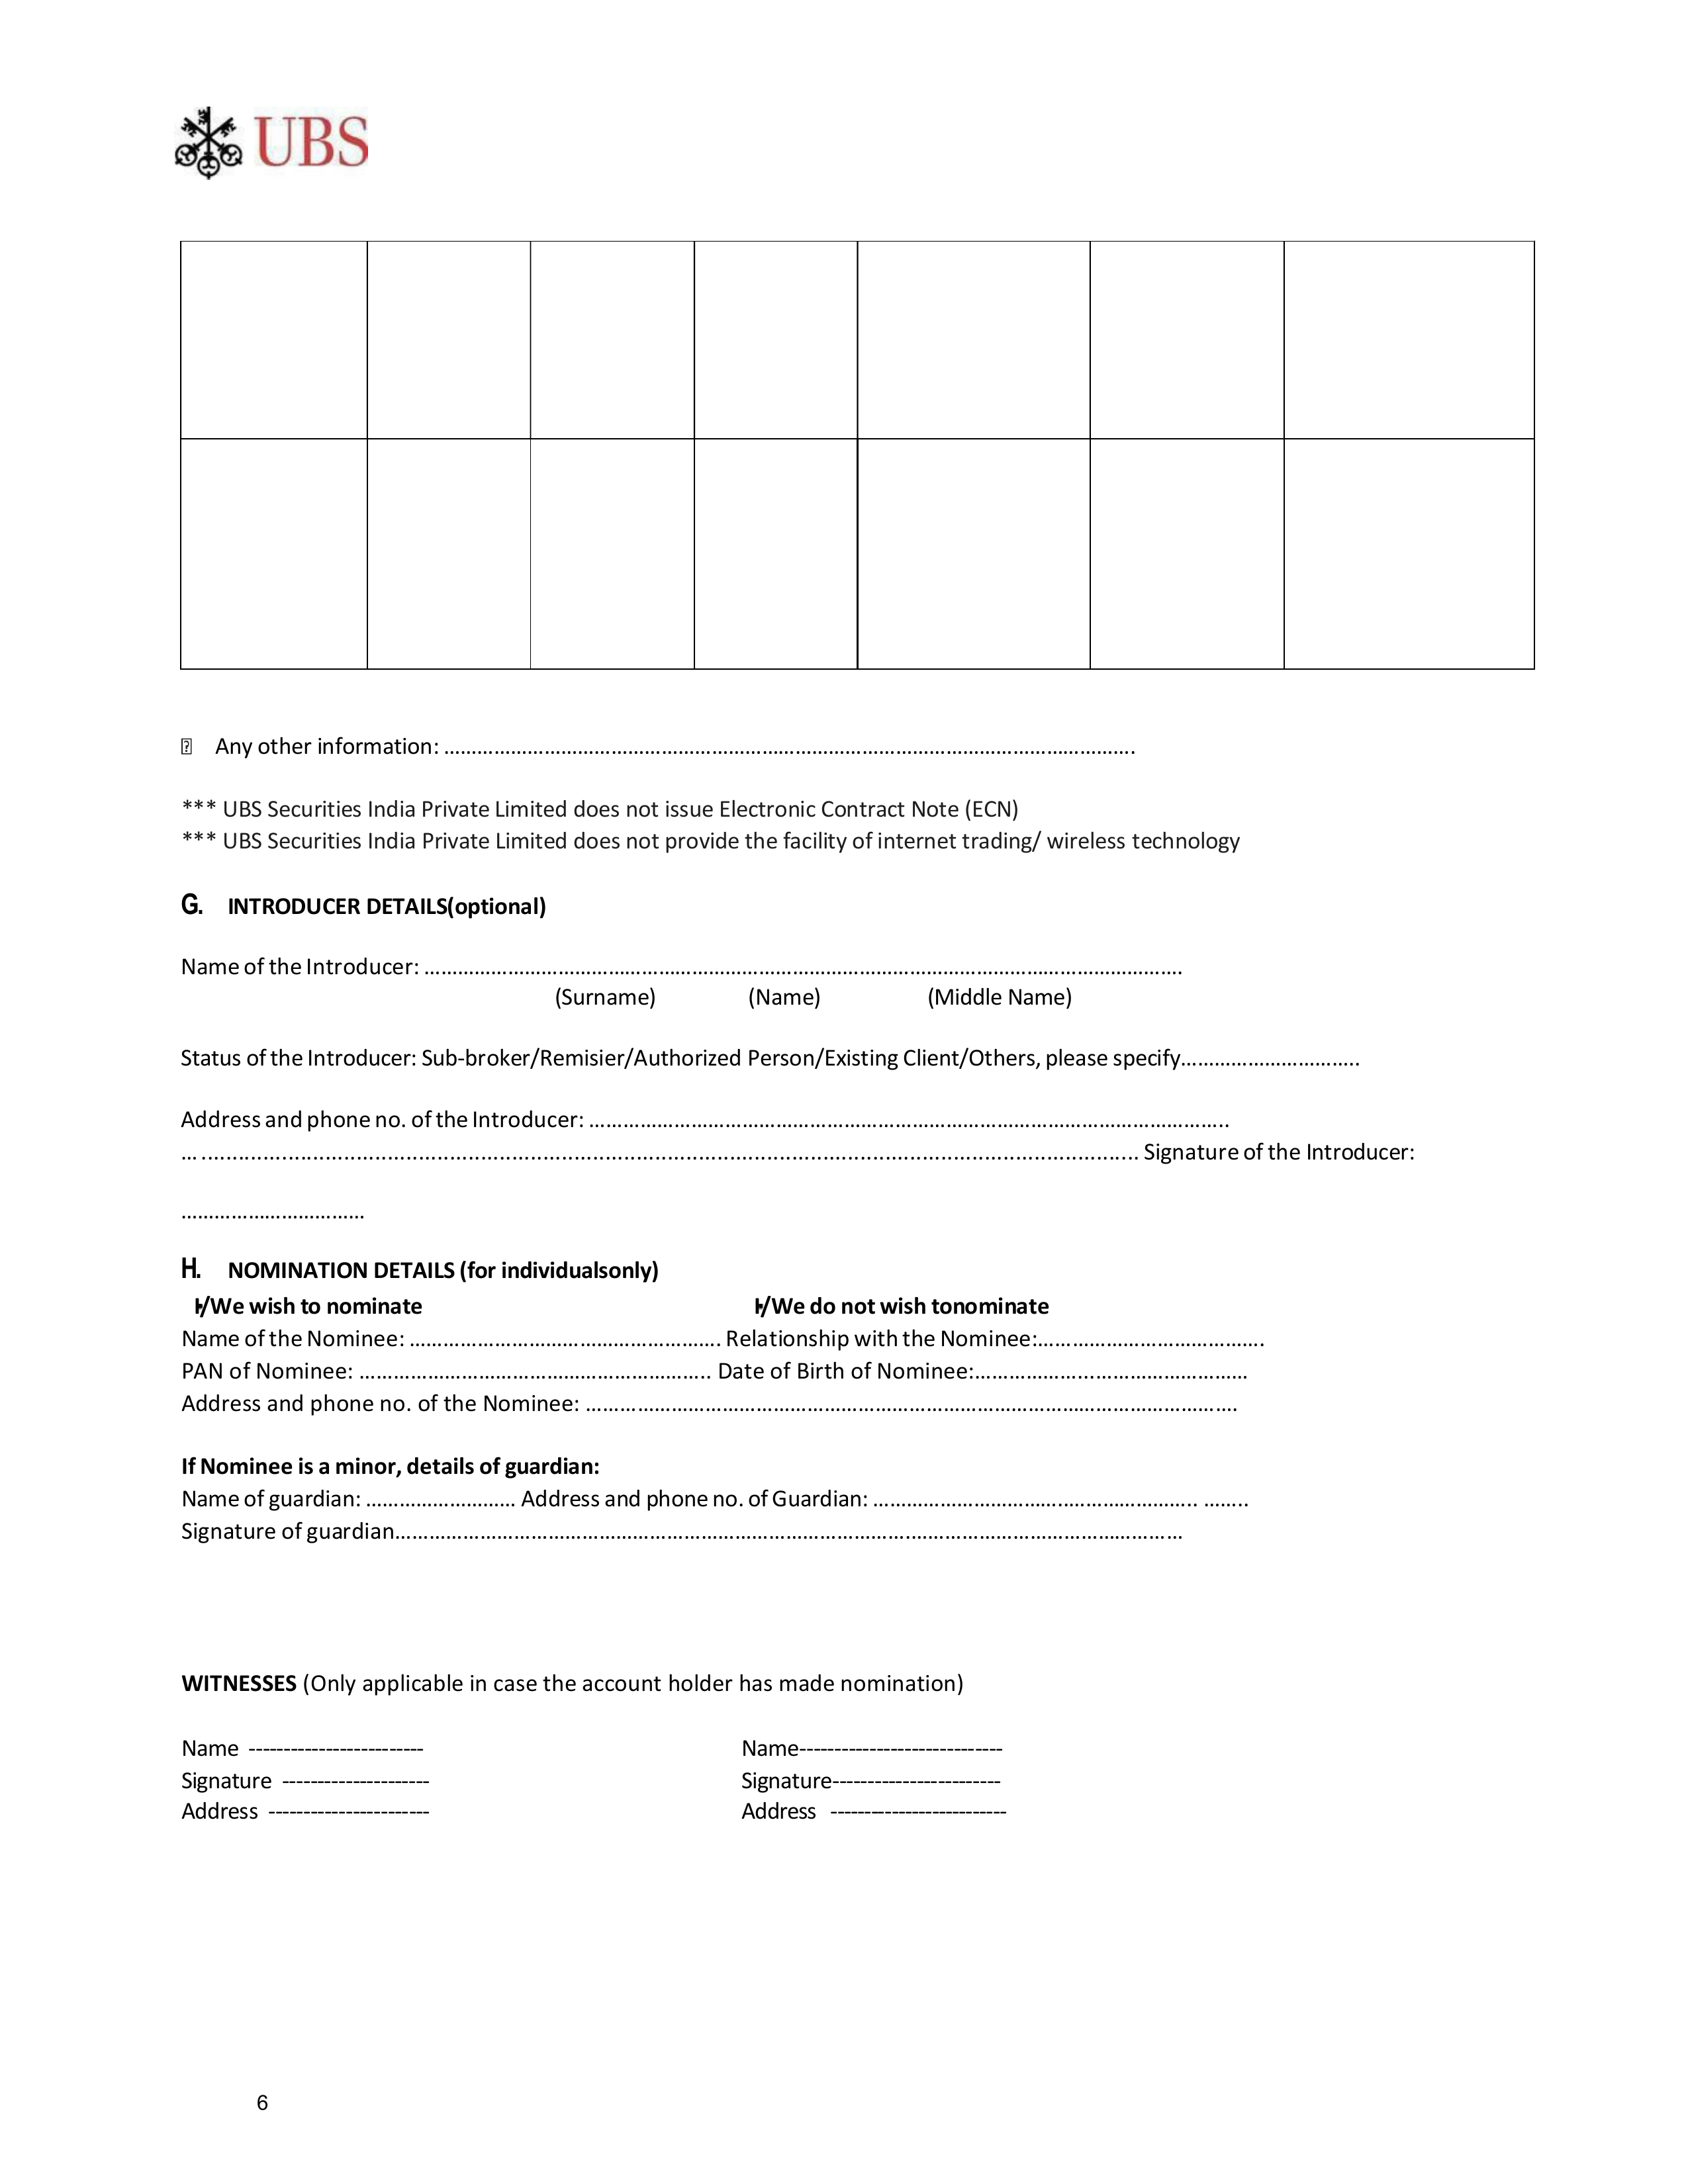 UBS
Any other information: ……………………………………………………………………………………………………………….
*** UBS Securities India Private Limited does not issue Electronic Contract Note (ECN)
*** UBS Securities India Private Limited does not provide the facility of internet trading/ wireless technology
G. INTRODUCER DETAILS(optional)
Name of the Introducer: ………………………………………………………………………………………………………………………….
(Surname) (Name) (Middle Name)
Status of the Introducer: Sub-broker/Remisier/Authorized Person/Existing Client/Others, please specify…………………………..
Address and phone no. of the Introducer: ……………………………………………………………………………………………………..
… ……………………………………………………………………………………………………………………………………………………… Signature of the Introducer:
……………………………
H. NOMINATION DETAILS (for individualsonly)
I/We wish to nominate I/We do not wish tonominate
Name of the Nominee: ………………………………………………. Relationship with the Nominee:………………………………….
PAN of Nominee: …………………………………………………….. Date of Birth of Nominee:…………………………………………
Address and phone no. of the Nominee: …………………………………………………………………………………………………….
If Nominee is a minor, details of guardian:
Name of guardian: ……………………… Address and phone no. of Guardian: ……………………………………………….. ……..
Signature of guardian……………………………………………………………………………………………………………………………
WITNESSES (Only applicable in case the account holder has made nomination)
Name ------------------------- Name-----------------------------
Signature --------------------- Signature------------------------
Address ----------------------- Address -------------------------
6